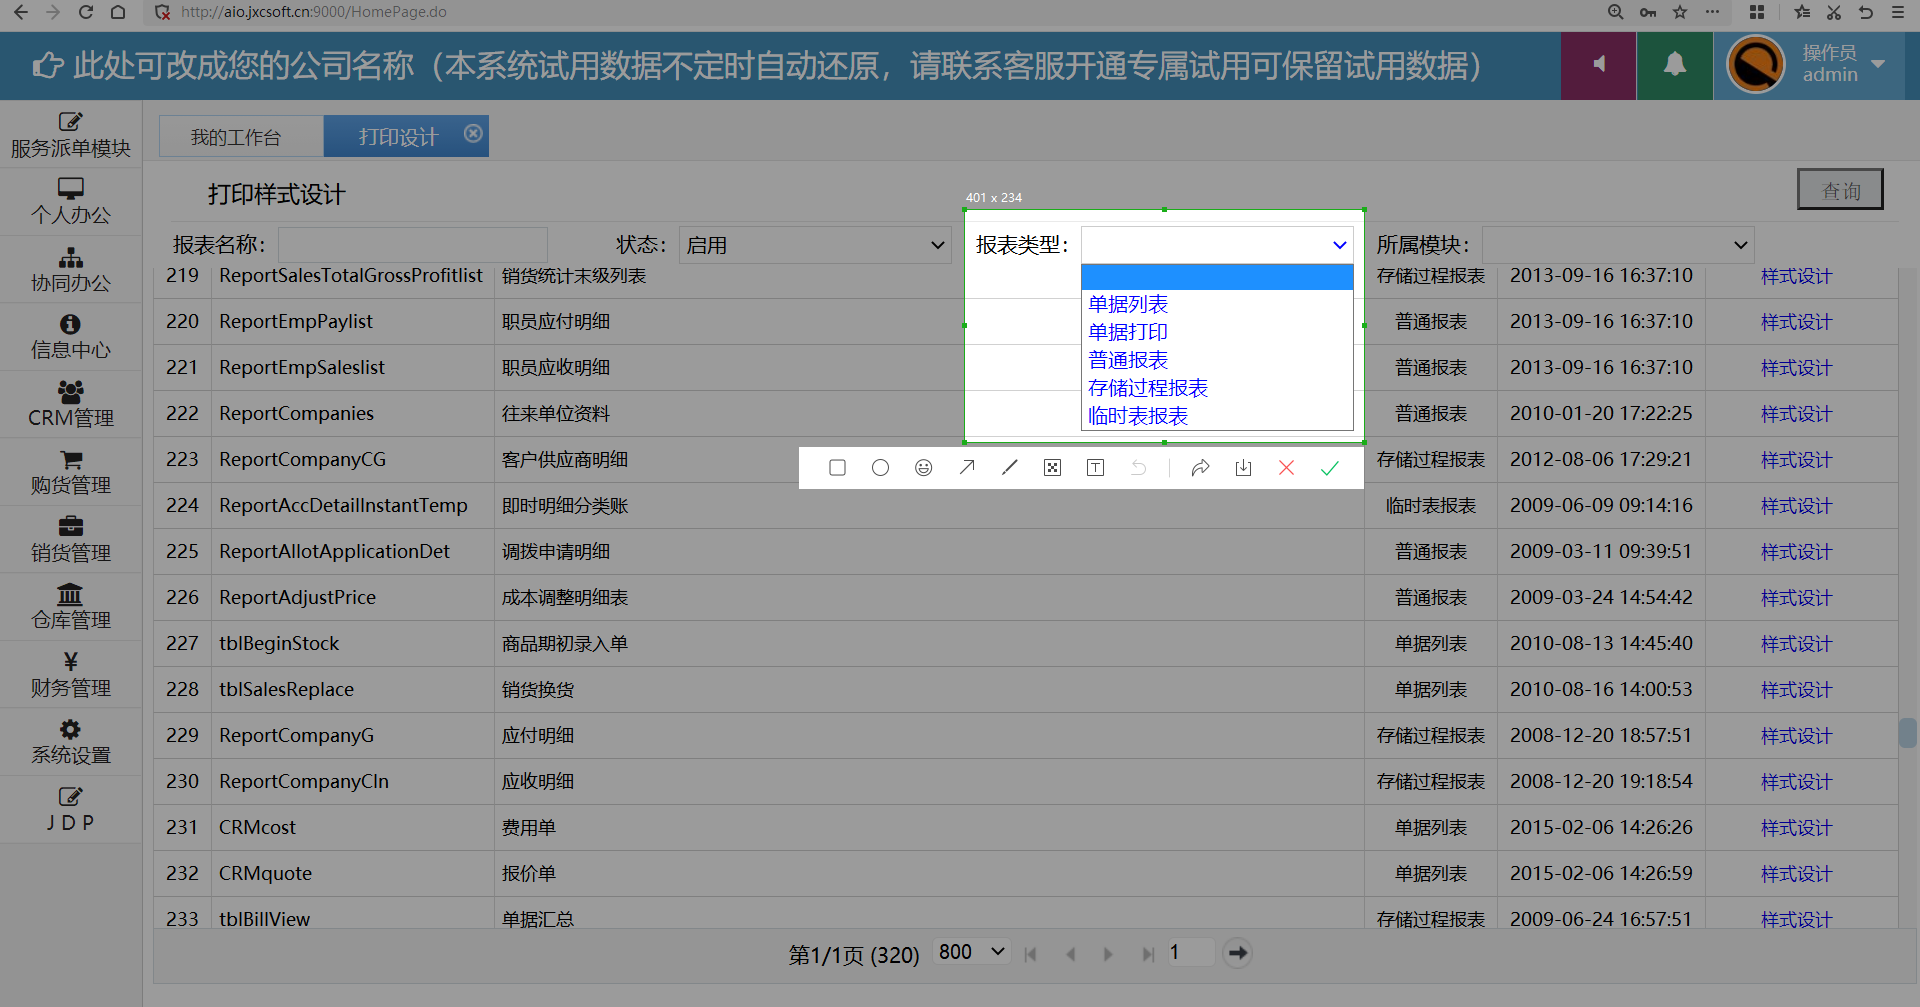 http://aio.jxcsoft.cn:9000/HomePage.do
此处可改成您的公司名称（本系统试用数据不定时自动还原，请联系客服开通专属试用可保留试用数据）
操作员
admin
服务派单模块
个人办公
协同办公
信息中心
CRM管理
购货管理
销货管理
仓库管理
财务管理
系统设置
J D P
我的工作台 打印设计
打印样式设计 查询
401 x 234
报表名称： 状态： 启用 报表类型： 所属模块：
单据列表
单据打印
普通报表
存储过程报表
临时表报表
219 ReportSalesTotalGrossProfitlist 销货统计末级列表 存储过程报表 2013-09-16 16:37:10 样式设计
220 ReportEmpPaylist 职员应付明细 普通报表 2013-09-16 16:37:10 样式设计
221 ReportEmpSaleslist 职员应收明细 普通报表 2013-09-16 16:37:10 样式设计
222 ReportCompanies 往来单位资料 普通报表 2010-01-20 17:22:25 样式设计
223 ReportCompanyCG 客户供应商明细 存储过程报表 2012-08-06 17:29:21 样式设计
224 ReportAccDetailInstantTemp 即时明细分类账 临时表报表 2009-06-09 09:14:16 样式设计
225 ReportAllotApplicationDet 调拨申请明细 普通报表 2009-03-11 09:39:51 样式设计
226 ReportAdjustPrice 成本调整明细表 普通报表 2009-03-24 14:54:42 样式设计
227 tblBeginStock 商品期初录入单 单据列表 2010-08-13 14:45:40 样式设计
228 tblSalesReplace 销货换货 单据列表 2010-08-16 14:00:53 样式设计
229 ReportCompanyG 应付明细 存储过程报表 2008-12-20 18:57:51 样式设计
230 ReportCompanyCln 应收明细 存储过程报表 2008-12-20 19:18:54 样式设计
231 CRMcost 费用单 单据列表 2015-02-06 14:26:26 样式设计
232 CRMquote 报价单 单据列表 2015-02-06 14:26:59 样式设计
233 tblBillView 单据汇总 存储过程报表 2009-06-24 16:57:51 样式设计
第1/1页 (320) 800 1